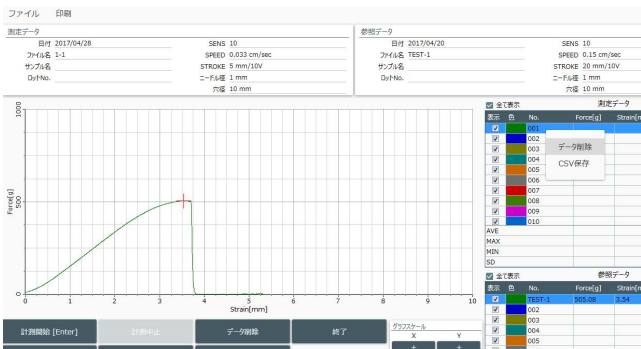 ファイル 印刷
測定データ
日付 2017/04/28 SENS 10
ファイル名 1-1 SPEED 0.033 cm/sec
サンプル名 STROKE 5 mm/10V
ロットNo. ニードル径 1 mm
穴径 10 mm
参照データ
日付 2017/04/20 SENS 10
ファイル名 TEST-1 SPEED 0.15 cm/sec
サンプル名 STROKE 20 mm/10V
ロットNo. ニードル径 1 mm
穴径 10 mm
1000
500
0
Force[g]
0 1 2 3 4 5 6 7 8 9 10
Strain[mm]
全て表示 測定データ
表示 色 No. Force[g] Strain[m
001
002
003
004
005
006
007
008
009
010
AVE
MAX
MIN
SD
データ削除
CSV保存
全て表示 参照データ
表示 色 No. Force[g] Strain[m
TEST-1 505.08 3.54
002
003
004
005
計測開始 [Enter] 計測中止 データ削除 終了
グラフスケール
X Y
+ +